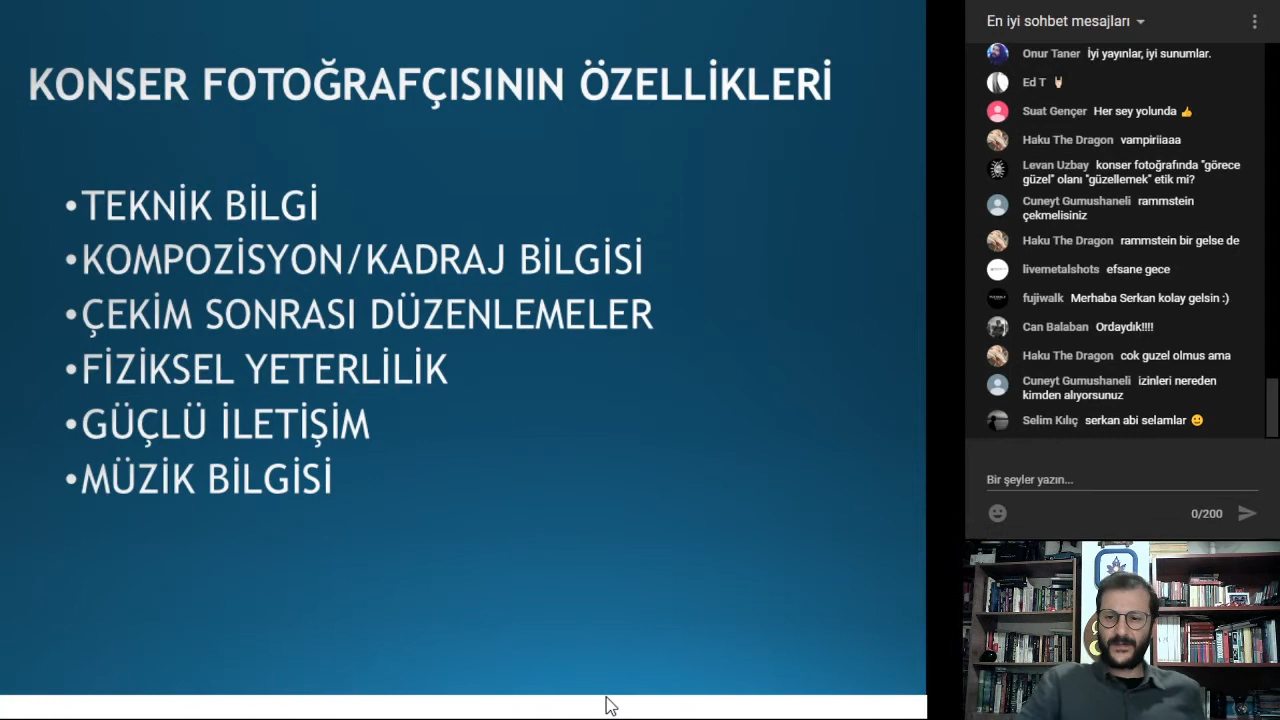 KONSER FOTOĞRAFÇISININ ÖZELLİKLERİ
•TEKNİK BİLGİ
•KOMPOZİSYON/KADRAJ BİLGİSİ
•ÇEKİM SONRASI DÜZENLEMELER
•FİZİKSEL YETERLİLİK
•GÜÇLÜ İLETİŞİM
•MÜZİK BİLGİSİ
En iyi sohbet mesajları
Onur Taner İyi yayınlar, iyi sunumlar.
Ed T 🤘🏻
Suat Gençer Her sey yolunda 👍
Haku The Dragon vampiriiaaa
Levan Uzbay konser fotoğrafında "görece
güzel" olanı "güzellemek" etik mi?
Cuneyt Gumushaneli rammstein
çekmelisiniz
Haku The Dragon rammstein bir gelse de
livemetalshots efsane gece
fujiwalk Merhaba Serkan kolay gelsin :)
Can Balaban Ordaydık!!!!
Haku The Dragon cok guzel olmus ama
Cuneyt Gumushaneli izinleri nereden
kimden alıyorsunuz
Selim Kılıç serkan abi selamlar 🙂
Bir şeyler yazın...
0/200